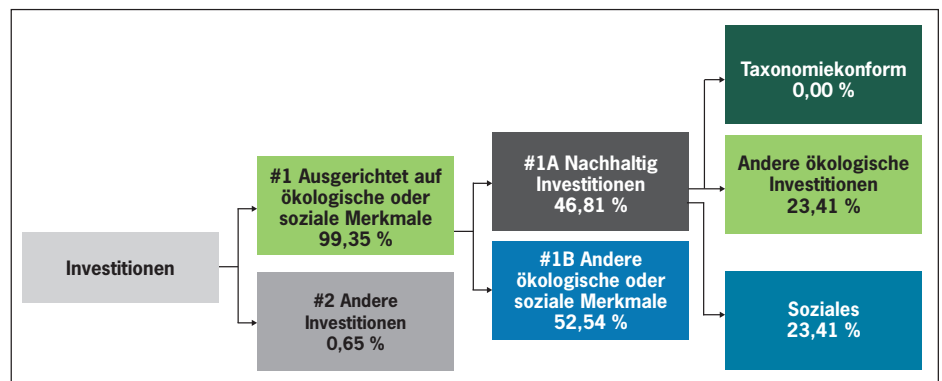 Investitionen
#1 Ausgerichtet auf
ökologische oder
soziale Merkmale
99,35 %
#2 Andere
Investitionen
0,65 %
#1A Nachhaltig
Investitionen
46,81 %
#1B Andere
ökologische oder
soziale Merkmale
52,54 %
Taxonomiekonform
0,00 %
Andere ökologische
Investitionen
23,41 %
Soziales
23,41 %